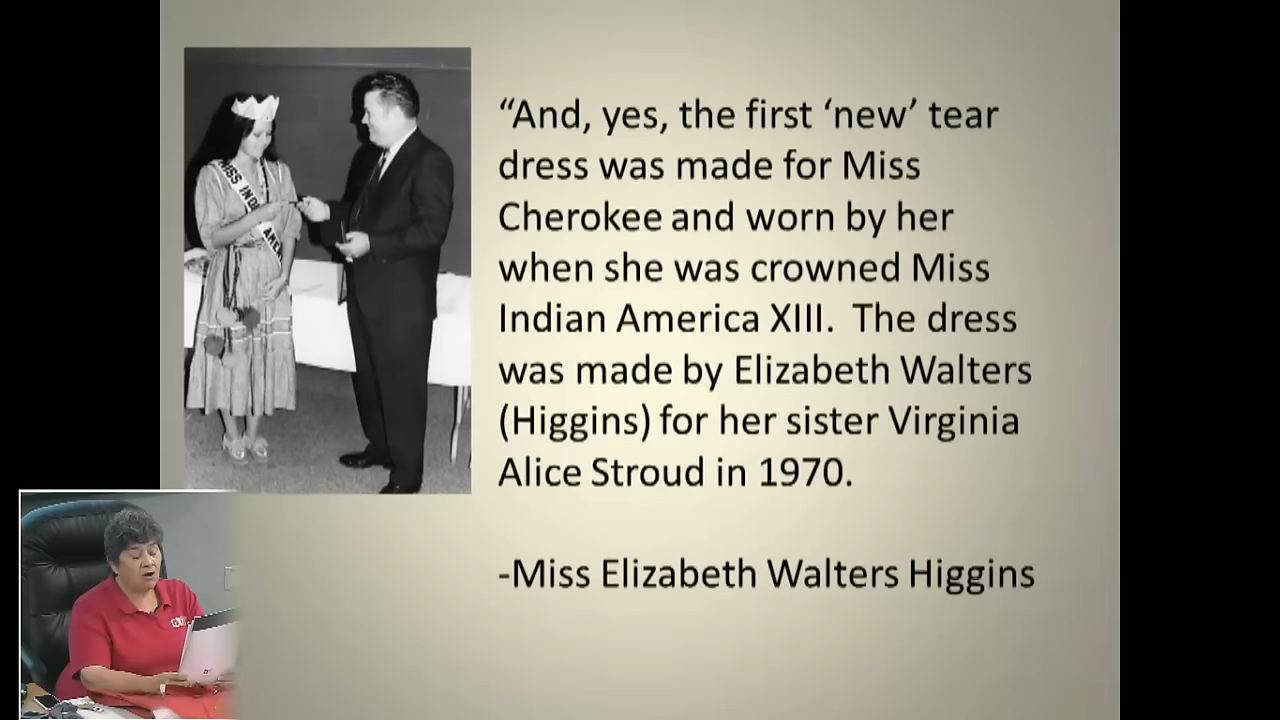 “And, yes, the first ‘new’ tear
dress was made for Miss
Cherokee and worn by her
when she was crowned Miss
Indian America XIII.  The dress
was made by Elizabeth Walters
(Higgins) for her sister Virginia
Alice Stroud in 1970.
-Miss Elizabeth Walters Higgins
MISS IND